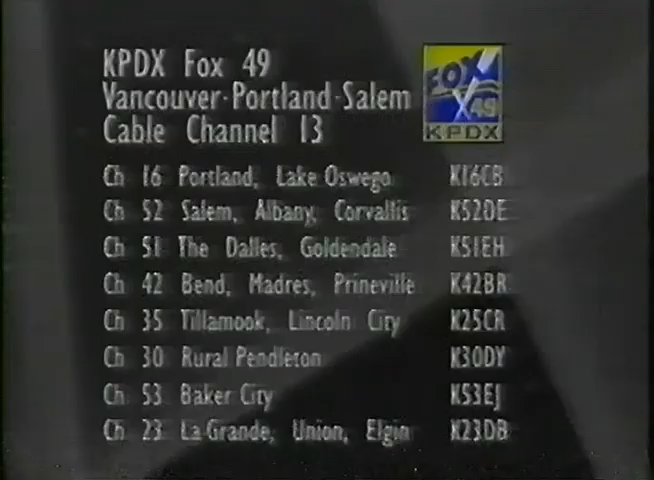 KPDX Fox 49
Vancouver-Portland-Salem
Cable Channel 13
FOX 49
KPDX
Ch 16 Portland, Lake Oswego K16CB
Ch 52 Salem, Albany, Corvallis K52DE
Ch 51 The Dalles, Goldendale K51EH
Ch 42 Bend, Madres, Prineville K42BR
Ch 35 Tillamook, Lincoln City K25CR
Ch 30 Rural Pendleton K30DY
Ch 53 Baker City K53EJ
Ch 23 La-Grande, Union, Elgin K23DB